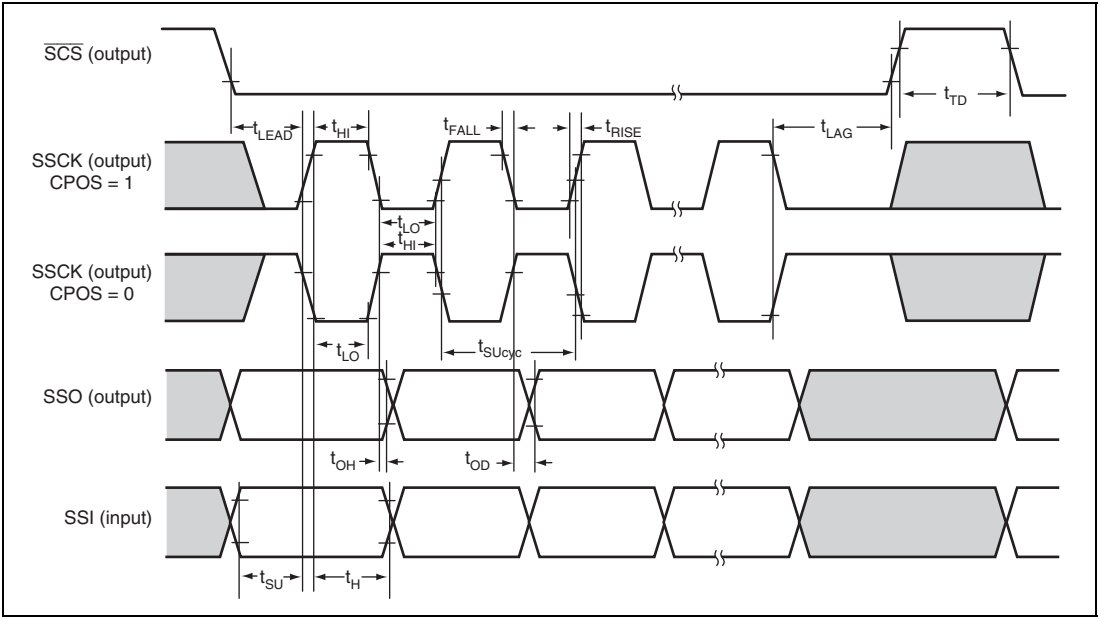 SCS (output)
tTD
tLEAD
tHI
tFALL
tRISE
tLAG
SSCK (output)
CPOS = 1
tLO
tHI
SSCK (output)
CPOS = 0
tLO
tSUcyc
SSO (output)
tOH
tOD
SSI (input)
tSU
tH